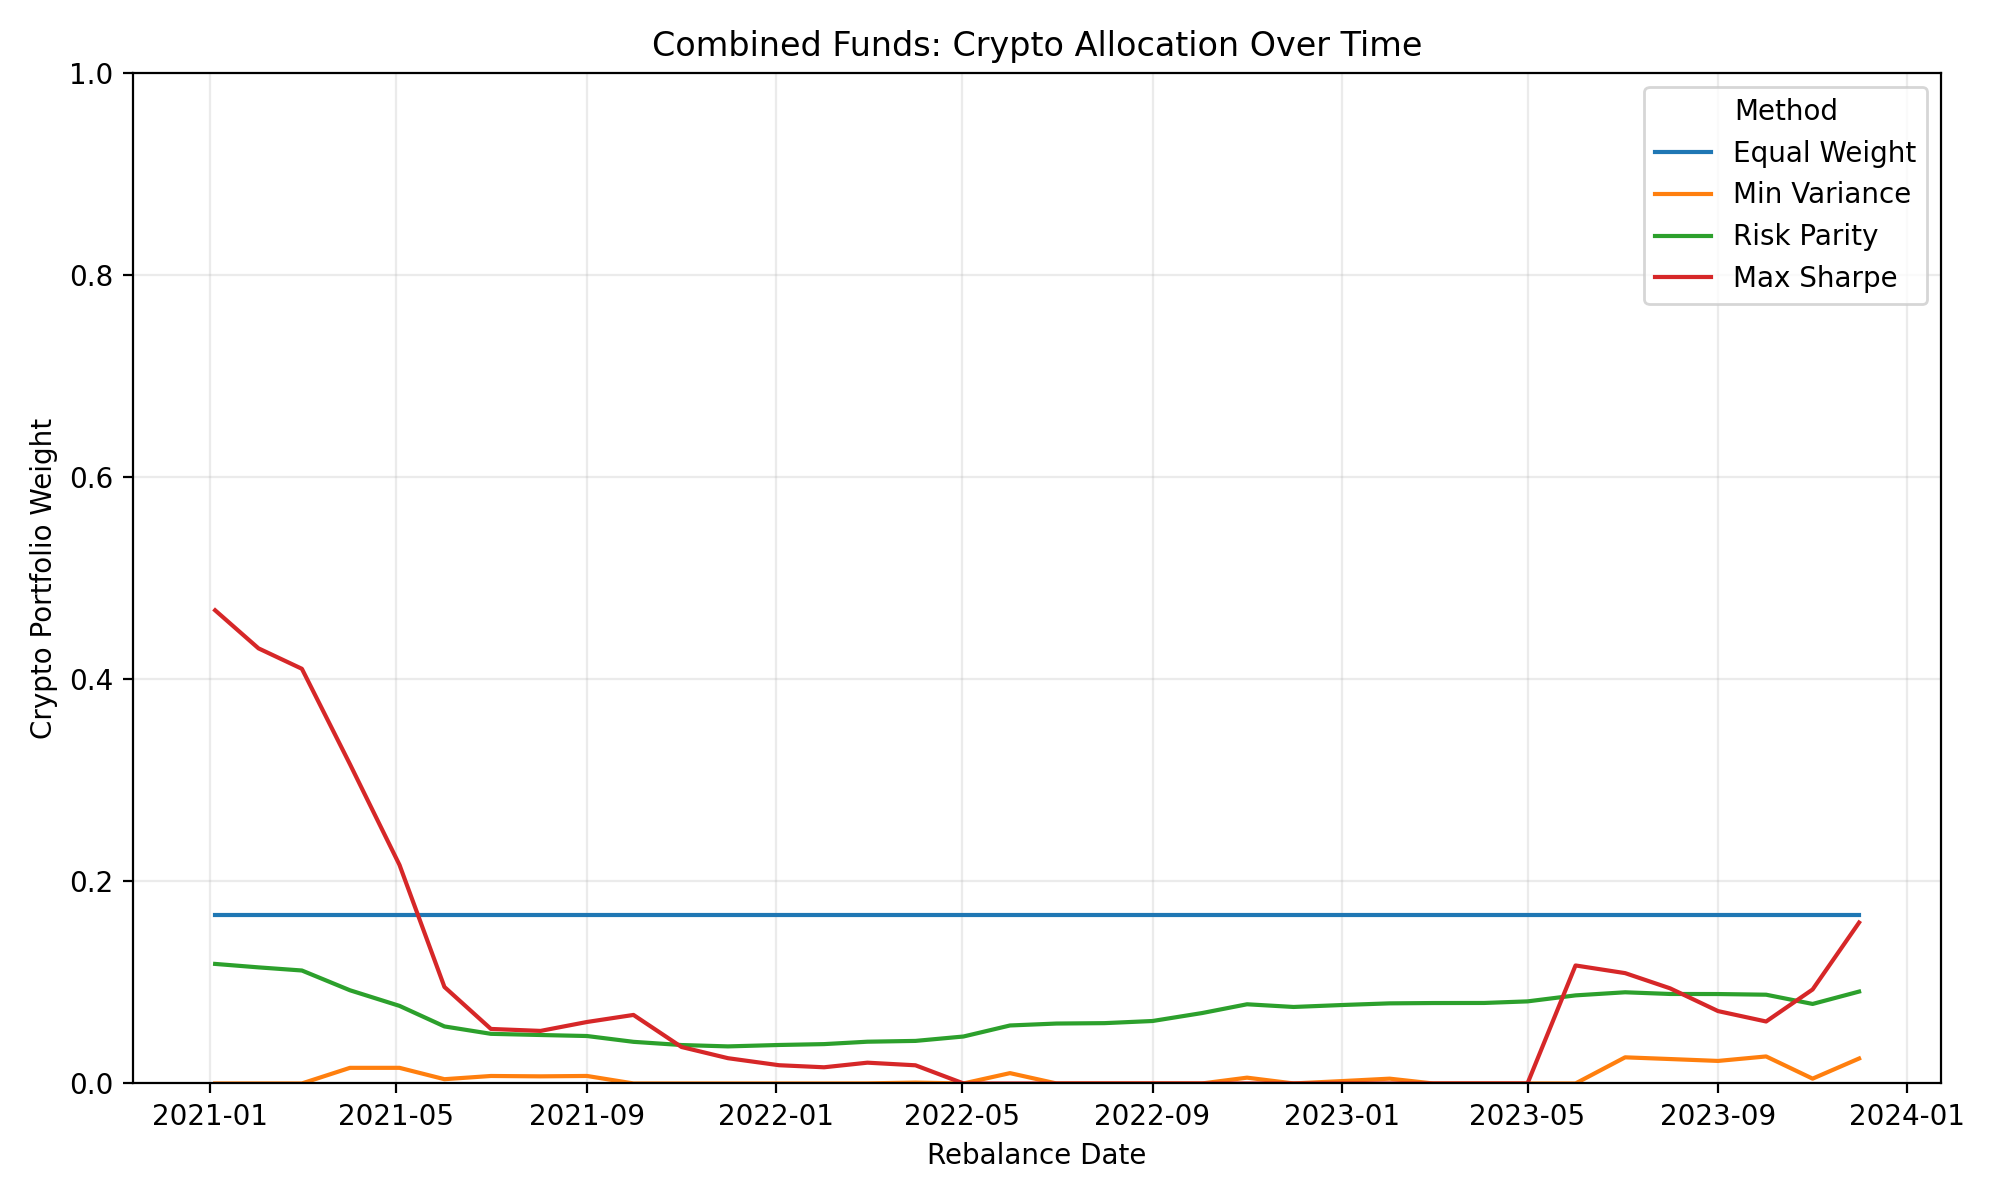 Combined Funds: Crypto Allocation Over Time
Crypto Portfolio Weight
1.0
0.8
0.6
0.4
0.2
0.0
Method
Equal Weight
Min Variance
Risk Parity
Max Sharpe
2021-01 2021-05 2021-09 2022-01 2022-05 2022-09 2023-01 2023-05 2023-09 2024-01
Rebalance Date